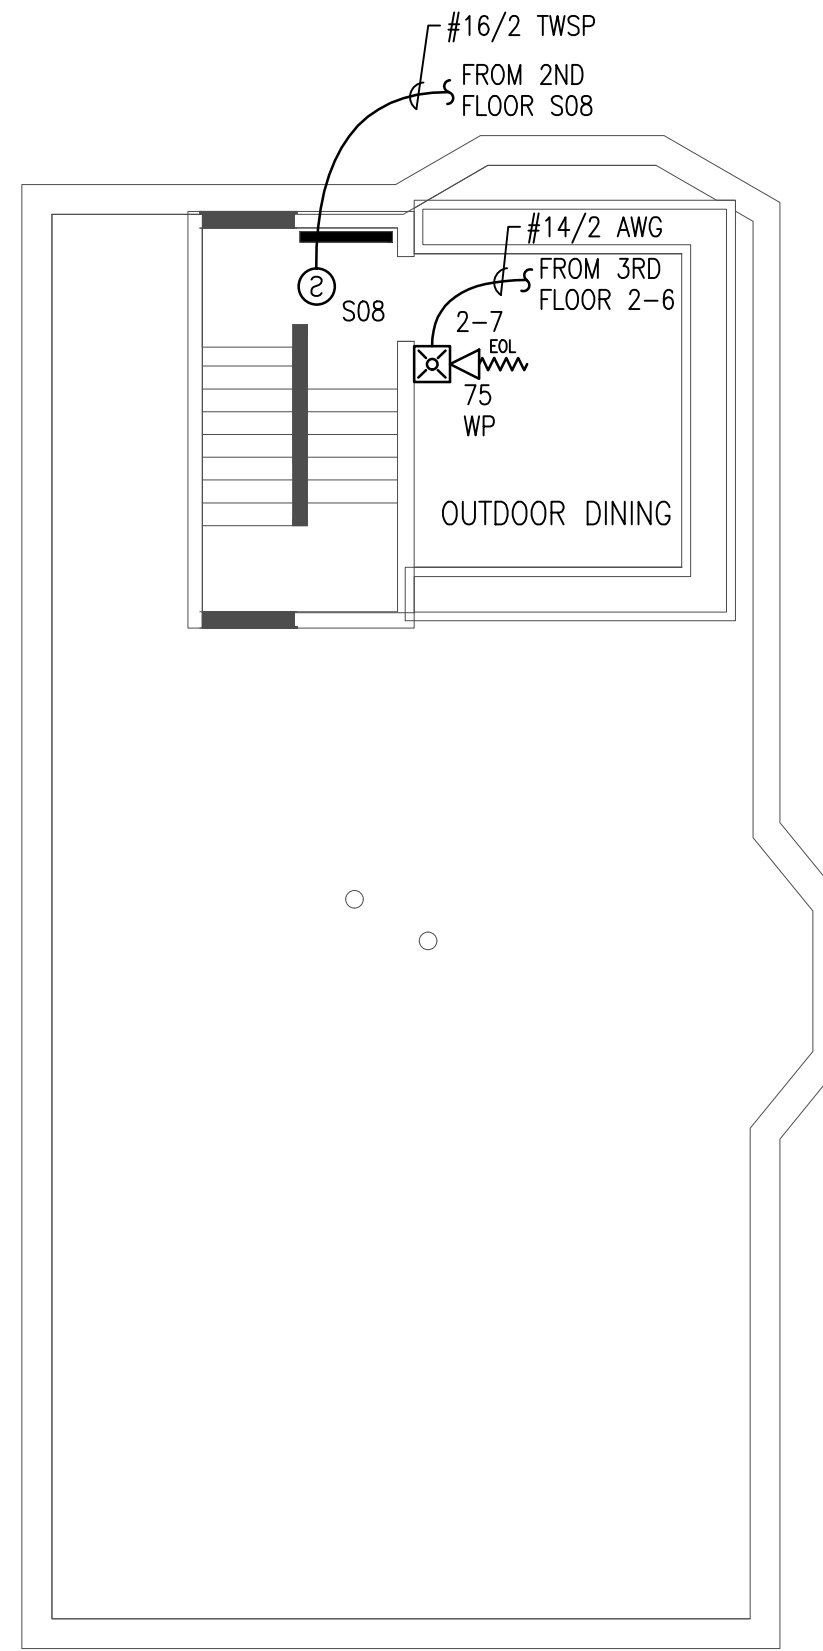 #16/2 TWSP
FROM 2ND
FLOOR S08
#14/2 AWG
FROM 3RD
FLOOR 2-6
S
S08
2-7
EOL
75
WP
OUTDOOR DINING